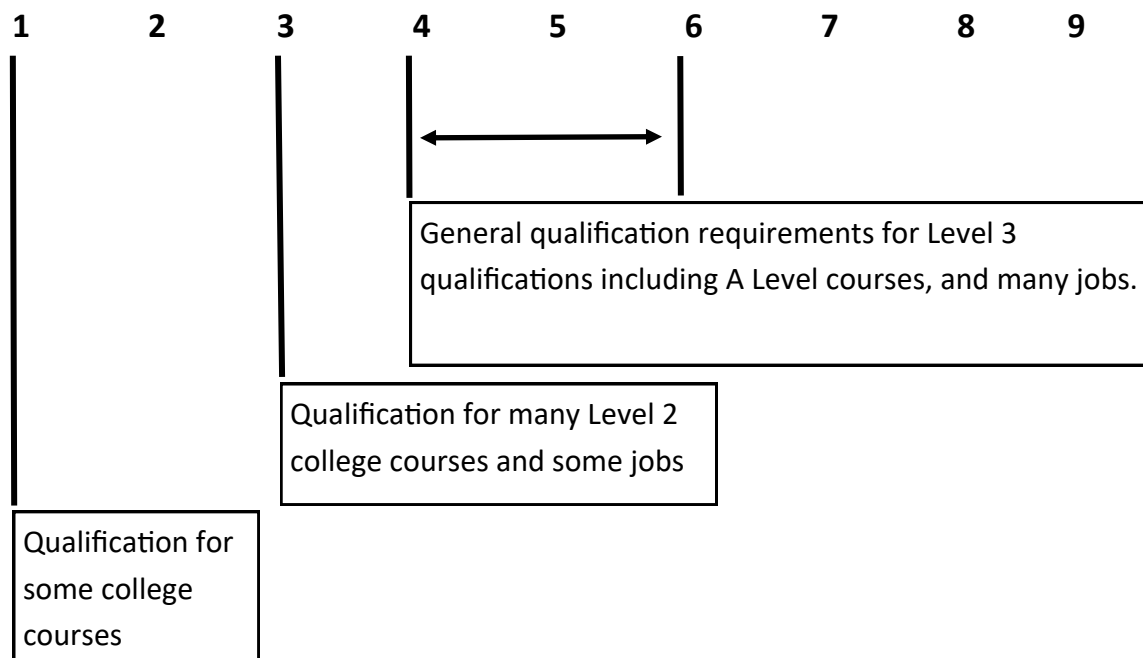 1 2 3 4 5 6 7 8 9
General qualification requirements for Level 3
qualifications including A Level courses, and many jobs.
Qualification for many Level 2
college courses and some jobs
Qualification for
some college
courses